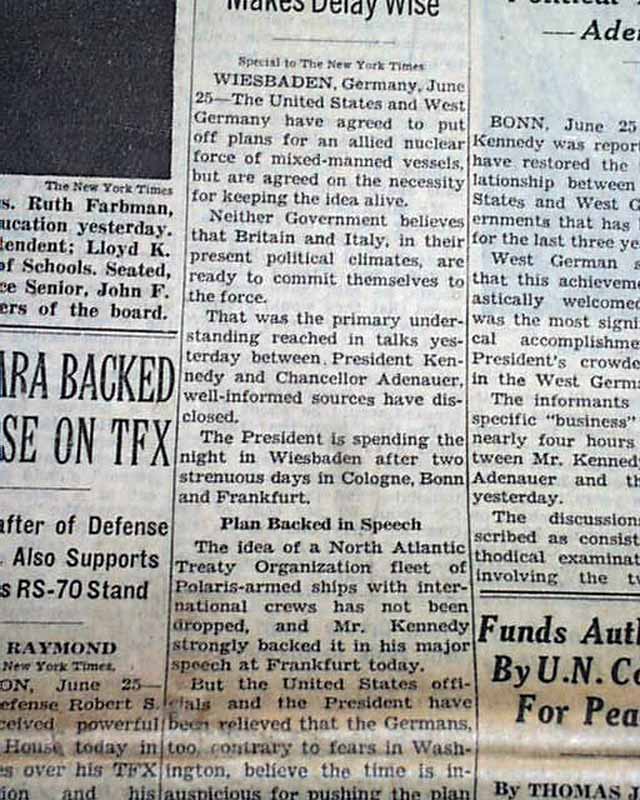 The New York Times
s. Ruth Farbman,
ucation yesterday.
tendent; Lloyd K.
of Schools. Seated,
ce Senior, John F.
ers of the board.
ARA BACKED
SE ON TFX
after of Defense
. Also Supports
s RS-70 Stand
RAYMOND
New York Times.
ON, June 25—
efense Robert S.
ceived powerful
House today in
es over his TFX
ion and his
Makes Delay Wise
Special to The New York Times
WIESBADEN, Germany, June
25—The United States and West
Germany have agreed to put
off plans for an allied nuclear
force of mixed-manned vessels,
but are agreed on the necessity
for keeping the idea alive.
Neither Government believes
that Britain and Italy, in their
present political climates, are
ready to commit themselves to
the force.
That was the primary under-
standing reached in talks yes-
terday between President Ken-
nedy and Chancellor Adenauer,
well-informed sources have dis-
closed.
The President is spending the
night in Wiesbaden after two
strenuous days in Cologne, Bonn
and Frankfurt.
Plan Backed in Speech
The idea of a North Atlantic
Treaty Organization fleet of
Polaris-armed ships with inter-
national crews has not been
dropped, and Mr. Kennedy
strongly backed it in his major
speech at Frankfurt today.
But the United States offi-
cials and the President have
been relieved that the Germans,
too, contrary to fears in Wash-
ington, believe the time is in-
auspicious for pushing the plan
—Aden
BONN, June 25
Kennedy was report
have restored the
lationship between
States and West G
ernments that has
for the last three ye
West German s
that this achieveme
astically welcomed
was the most signi
cal accomplishme
President's crowde
in the West Germ
The informants
specific "business"
nearly four hours
tween Mr. Kennedy
Adenauer and th
yesterday.
The discussion
scribed as consist
thodical examinat
involving the tw
Funds Auth
By U.N. Co
For Pea
By THOMAS J